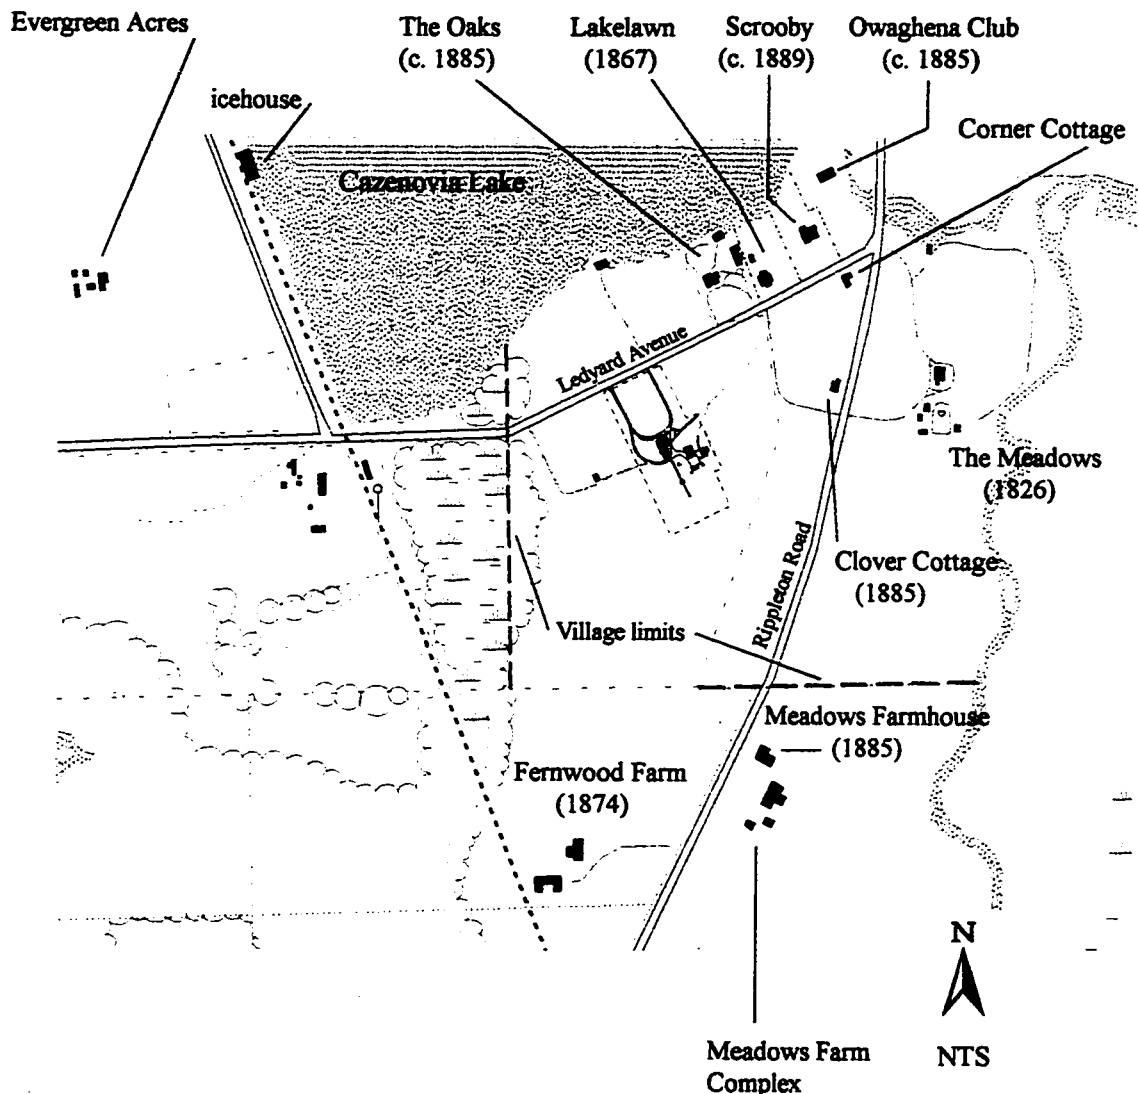 Evergreen Acres
The Oaks
(c. 1885)
Lakelawn
(1867)
Scrooby
(c. 1889)
Owaghena Club
(c. 1885)
icehouse
Corner Cottage
Cazenovia Lake
Ledyard Avenue
The Meadows
(1826)
Rippleton Road
Clover Cottage
(1885)
Village limits
Meadows Farmhouse
(1885)
Fernwood Farm
(1874)
N
NTS
Meadows Farm
Complex